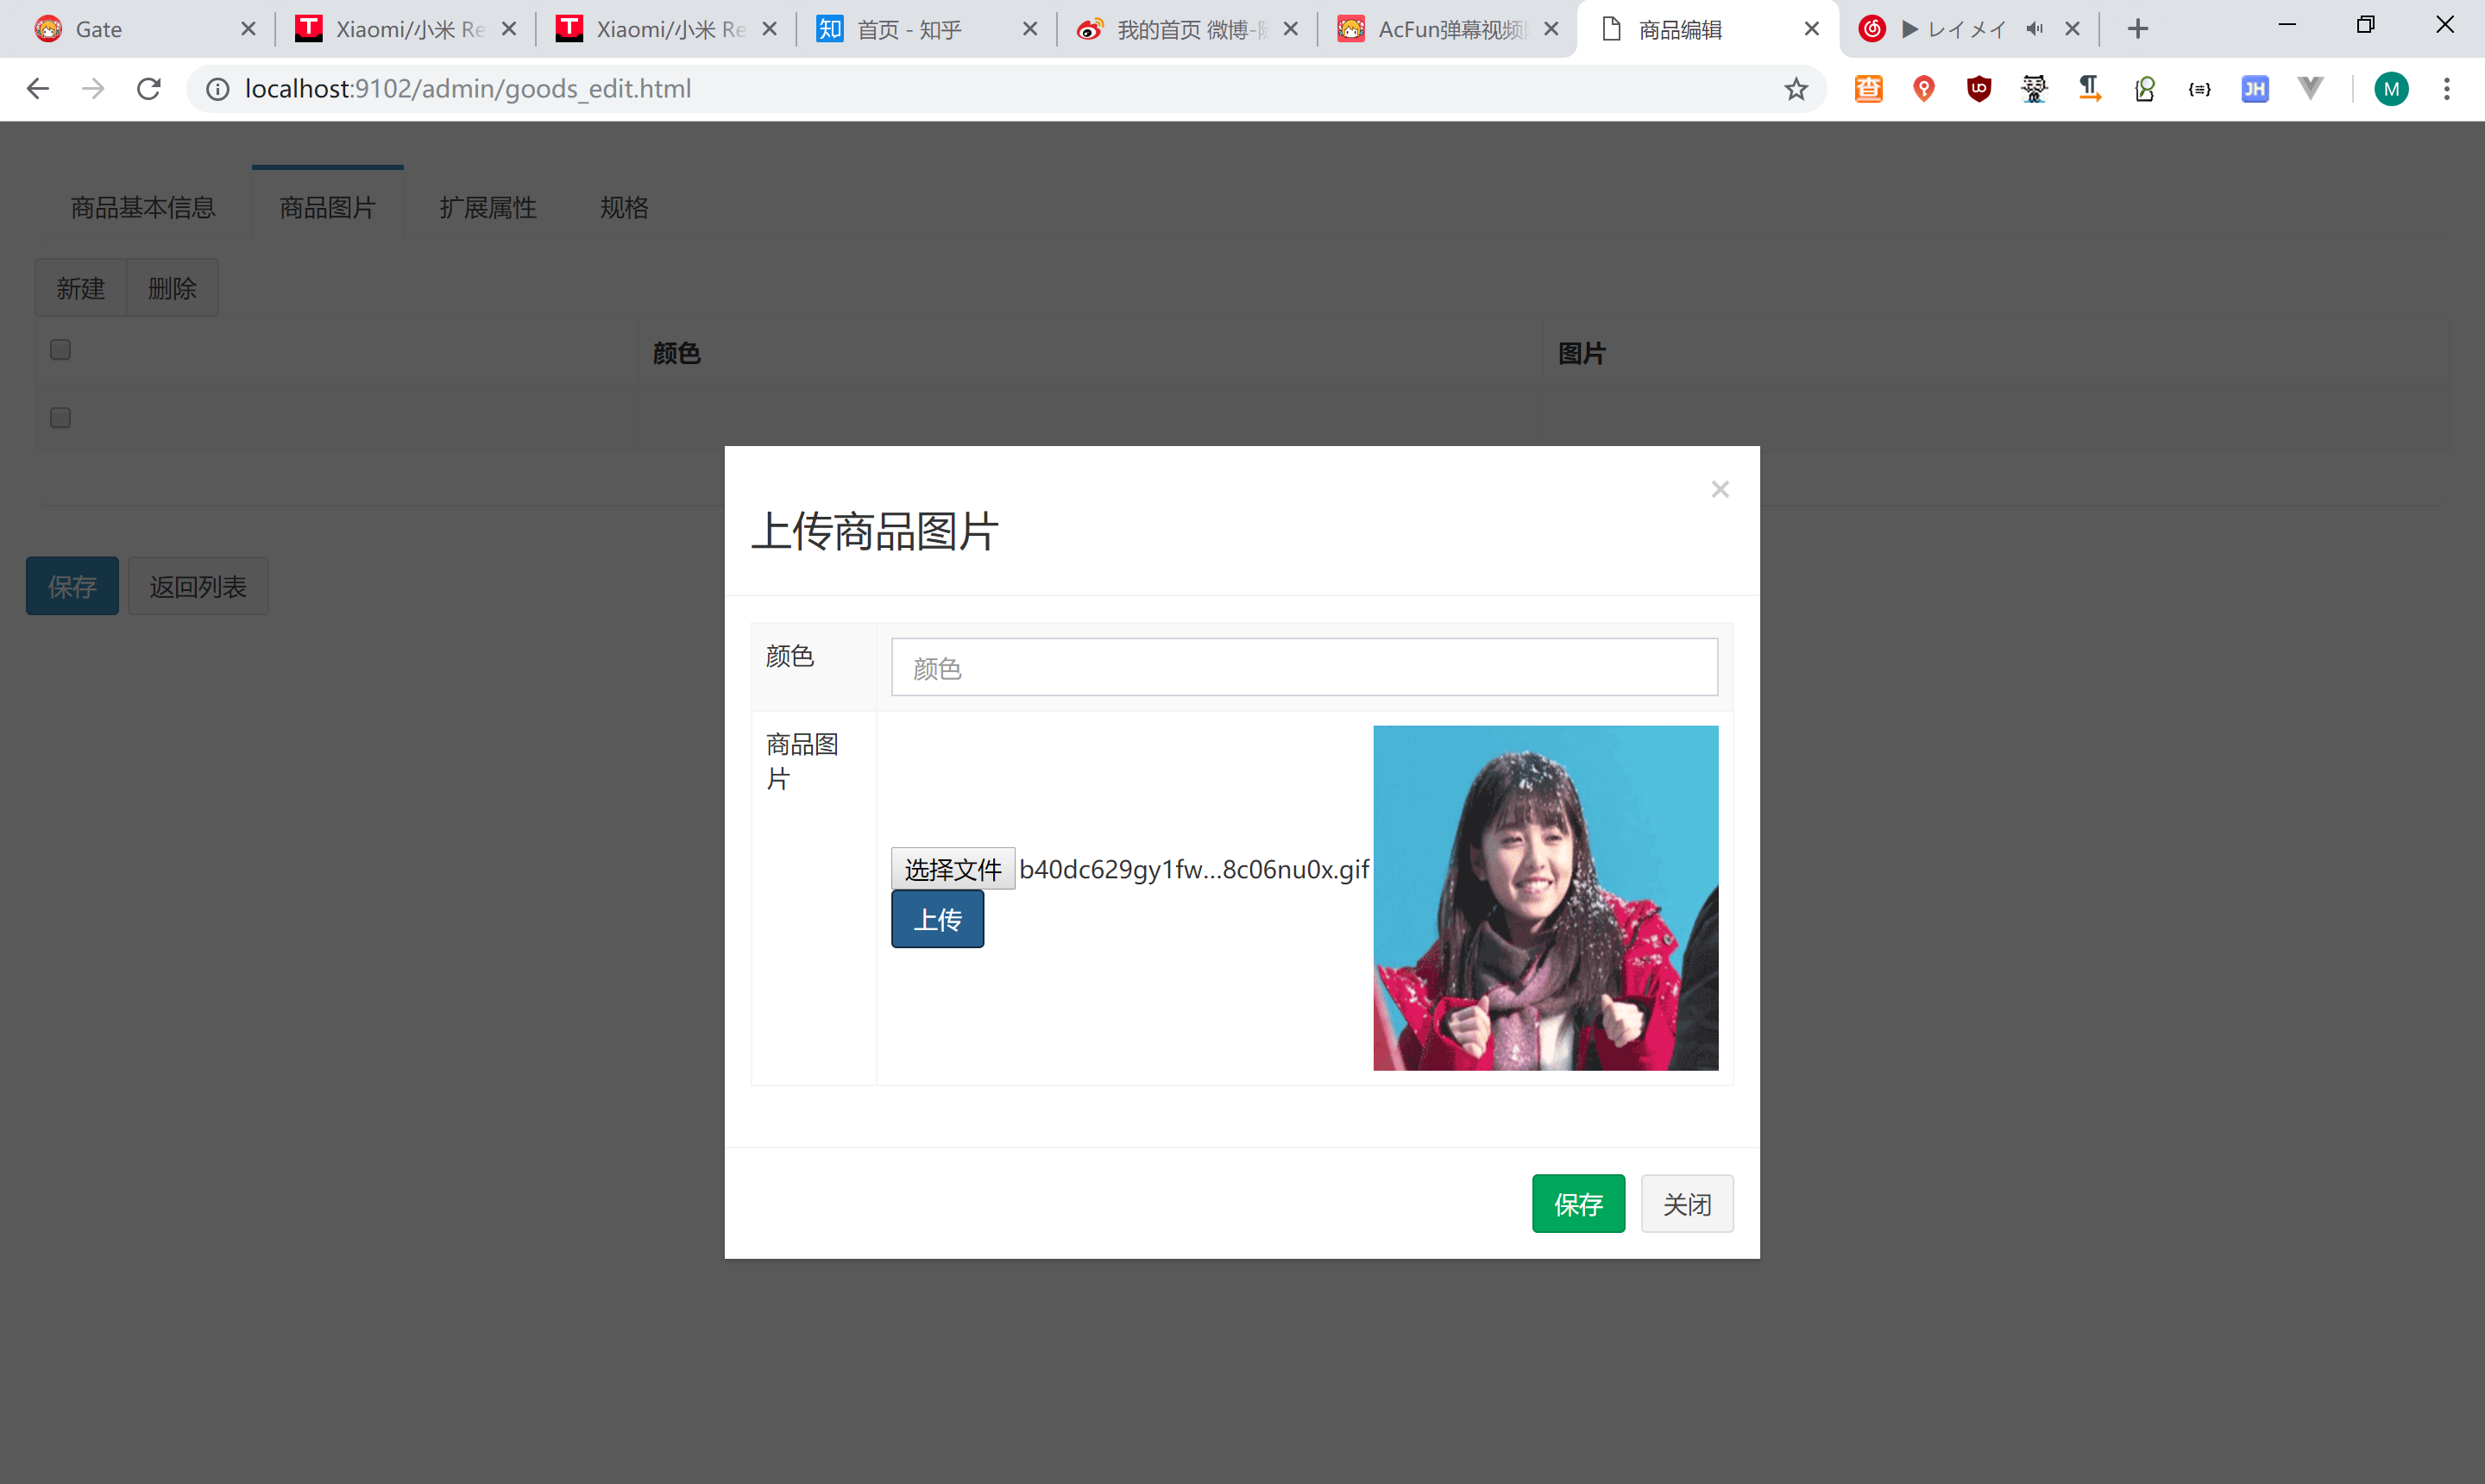 Gate
Xiaomi/小米 Re
Xiaomi/小米 Re
知 首页 - 知乎
我的首页 微博-
AcFun弹幕视频
商品编辑
レイメイ
localhost:9102/admin/goods_edit.html
JH
M
商品基本信息
商品图片
扩展属性
规格
新建
删除
颜色
图片
保存
返回列表
×
上传商品图片
颜色
颜色
商品图
片
选择文件 b40dc629gy1fw...8c06nu0x.gif
上传
保存
关闭